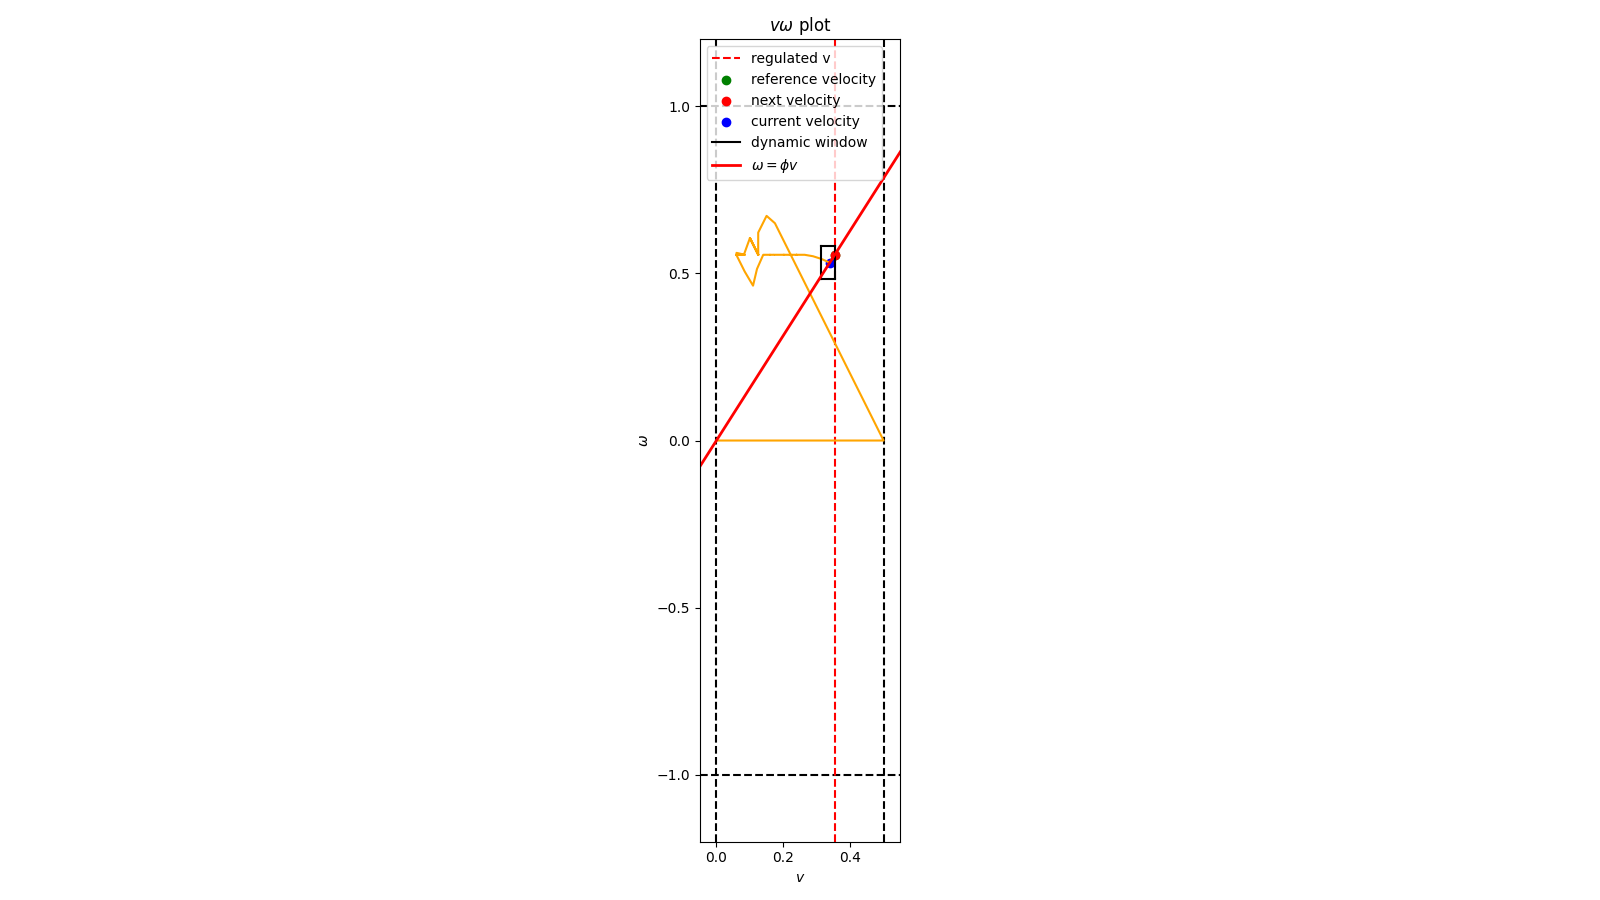 vω plot
regulated v
reference velocity
next velocity
current velocity
dynamic window
ω = ϕv
1.0
0.5
0.0
−0.5
−1.0
ω
0.0 0.2 0.4
v